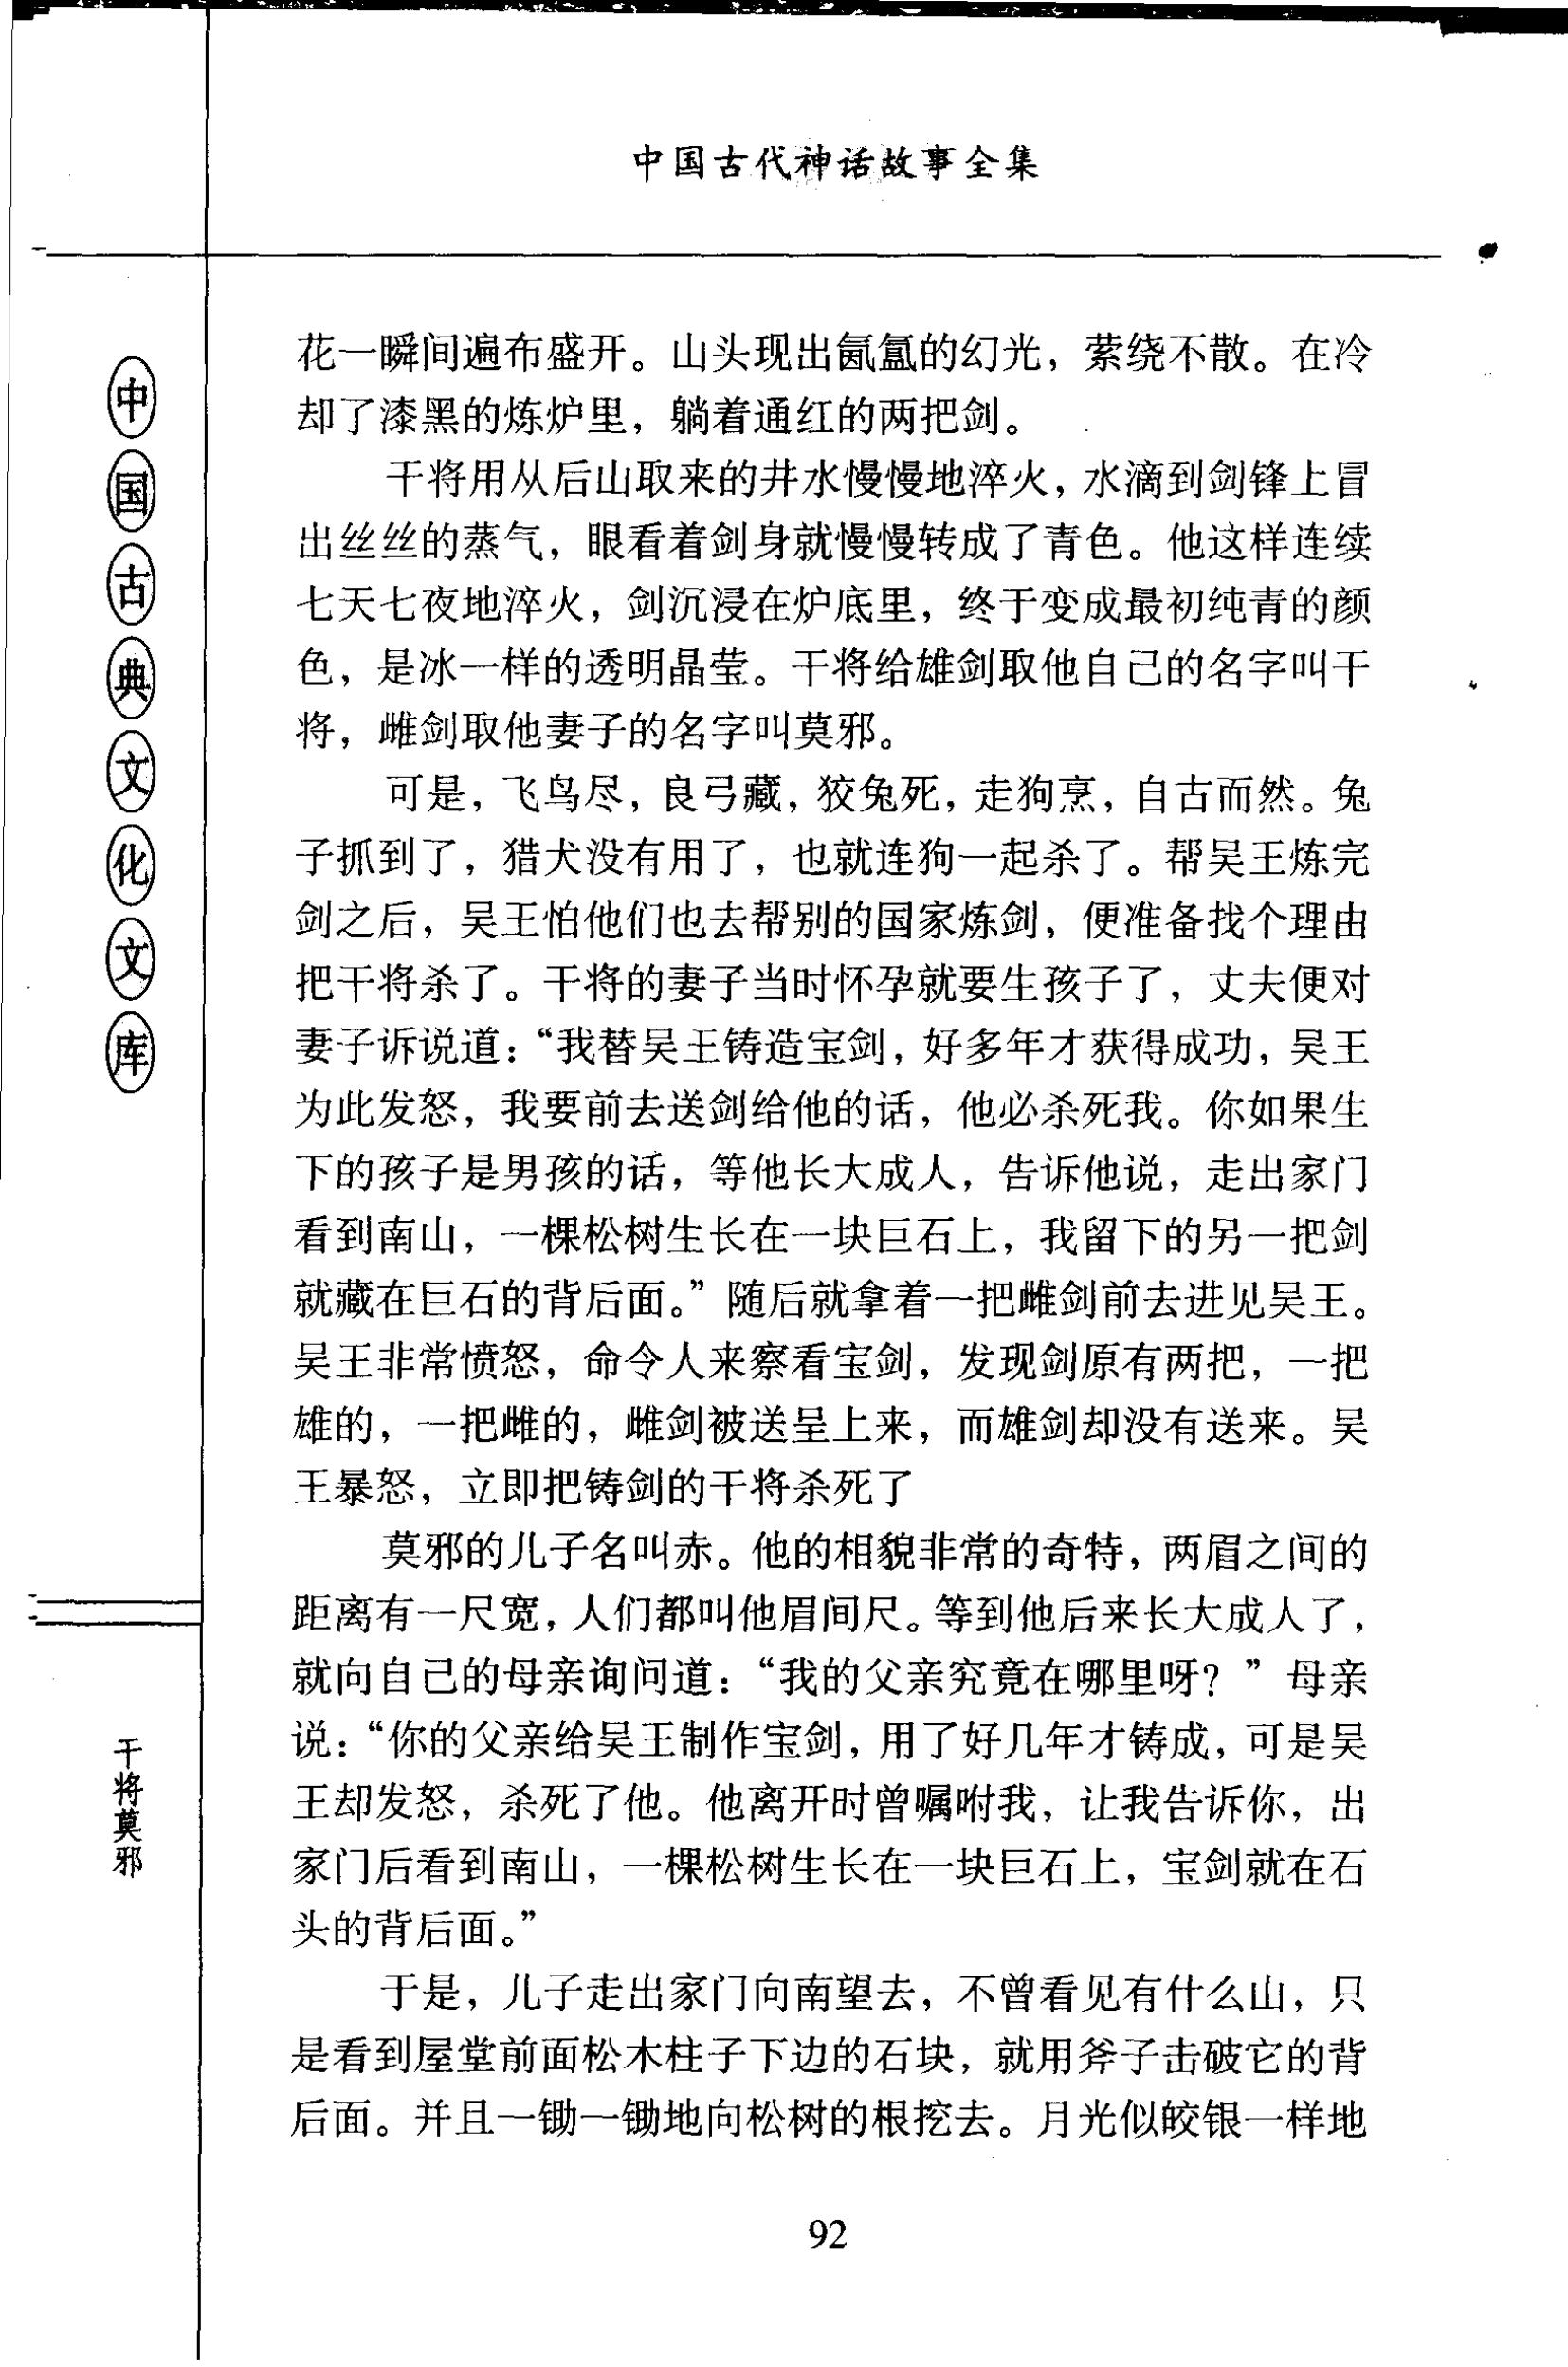 中国古代神话故事全集
中国古典文化文库
干将莫邪
花一瞬间遍布盛开。山头现出氤氲的幻光，萦绕不散。在冷
却了漆黑的炼炉里，躺着通红的两把剑。
干将用从后山取来的井水慢慢地淬火，水滴到剑锋上冒
出丝丝的蒸气，眼看着剑身就慢慢转成了青色。他这样连续
七天七夜地淬火，剑沉浸在炉底里，终于变成最初纯青的颜
色，是冰一样的透明晶莹。干将给雄剑取他自己的名字叫干
将，雌剑取他妻子的名字叫莫邪。
可是，飞鸟尽，良弓藏，狡兔死，走狗烹，自古而然。兔
子抓到了，猎犬没有用了，也就连狗一起杀了。帮吴王炼完
剑之后，吴王怕他们也去帮别的国家炼剑，便准备找个理由
把干将杀了。干将的妻子当时怀孕就要生孩子了，丈夫便对
妻子诉说道：“我替吴王铸造宝剑，好多年才获得成功，吴王
为此发怒，我要前去送剑给他的话，他必杀死我。你如果生
下的孩子是男孩的话，等他长大成人，告诉他说，走出家门
看到南山，一棵松树生长在一块巨石上，我留下的另一把剑
就藏在巨石的背后面。”随后就拿着一把雌剑前去进见吴王。
吴王非常愤怒，命令人来察看宝剑，发现剑原有两把，一把
雄的，一把雌的，雌剑被送呈上来，而雄剑却没有送来。吴
王暴怒，立即把铸剑的干将杀死了
莫邪的儿子名叫赤。他的相貌非常的奇特，两眉之间的
距离有一尺宽，人们都叫他眉间尺。等到他后来长大成人了，
就向自己的母亲询问道：“我的父亲究竟在哪里呀？”母亲
说：“你的父亲给吴王制作宝剑，用了好几年才铸成，可是吴
王却发怒，杀死了他。他离开时曾嘱咐我，让我告诉你，出
家门后看到南山，一棵松树生长在一块巨石上，宝剑就在石
头的背后面。”
于是，儿子走出家门向南望去，不曾看见有什么山，只
是看到屋堂前面松木柱子下边的石块，就用斧子击破它的背
后面。并且一锄一锄地向松树的根挖去。月光似皎银一样地
92